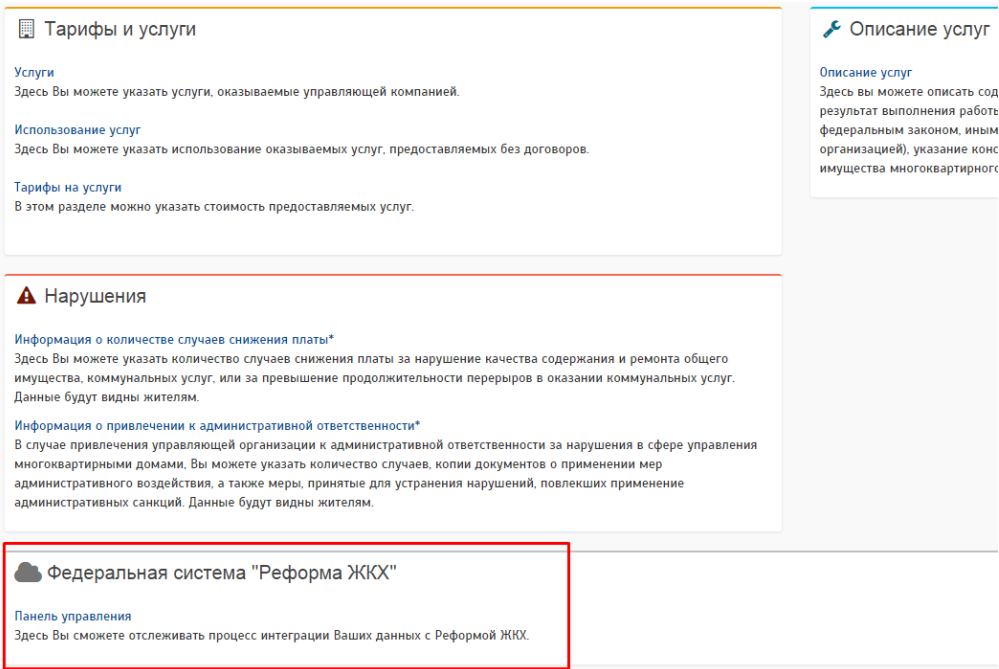 Тарифы и услуги
Услуги
Здесь Вы можете указать услуги, оказываемые управляющей компанией.
Использование услуг
Здесь Вы можете указать использование оказываемых услуг, предоставляемых без договоров.
Тарифы на услуги
В этом разделе можно указать стоимость предоставляемых услуг.
Описание услуг
Описание услуг
Здесь вы можете описать сод
результат выполнения работы
федеральным законом, иным
организацией), указание конс
имущества многоквартирного
Нарушения
Информация о количестве случаев снижения платы*
Здесь Вы можете указать количество случаев снижения платы за нарушение качества содержания и ремонта общего
имущества, коммунальных услуг, или за превышение продолжительности перерыров в оказании коммунальных услуг.
Данные будут видны жителям.
Информация о привлечении к административной ответственности*
В случае привлечения управляющей организации к административной ответственности за нарушения в сфере управления
многоквартирными домами, Вы можете указать количество случаев, копии документов о применении мер
административного воздействия, а также меры, принятые для устранения нарушений, повлекших применение
административных санкций. Данные будут видны жителям.
Федеральная система "Реформа ЖКХ"
Панель управления
Здесь Вы сможете отслеживать процесс интеграции Ваших данных с Реформой ЖКХ.